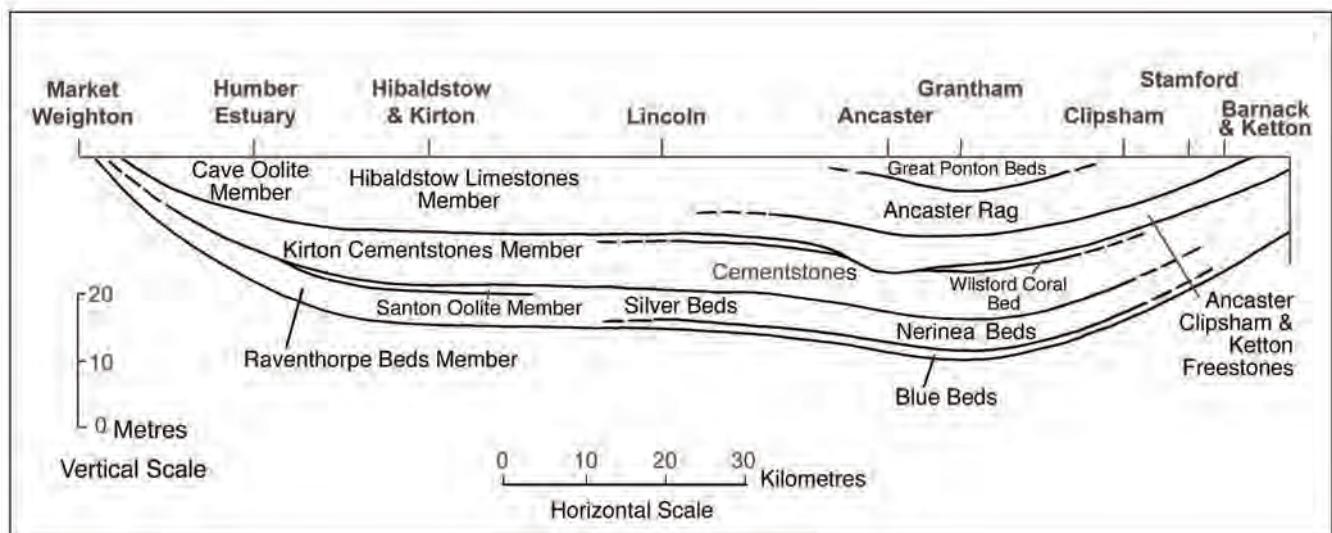 Market
Weighton
Humber
Estuary
Hibaldstow
& Kirton
Lincoln
Ancaster
Grantham
Clipsham
Stamford
Barnack
& Ketton
Cave Oolite
Member
Hibaldstow Limestones
Member
Great Ponton Beds
Ancaster Rag
Kirton Cementstones Member
Cementstones
Wilsford Coral
Bed
Santon Oolite Member
Silver Beds
Nerinea Beds
Ancaster
Clipsham &
Ketton
Freestones
Raventhorpe Beds Member
Blue Beds
20
10
0 Metres
Vertical Scale
0 10 20 30
Kilometres
Horizontal Scale